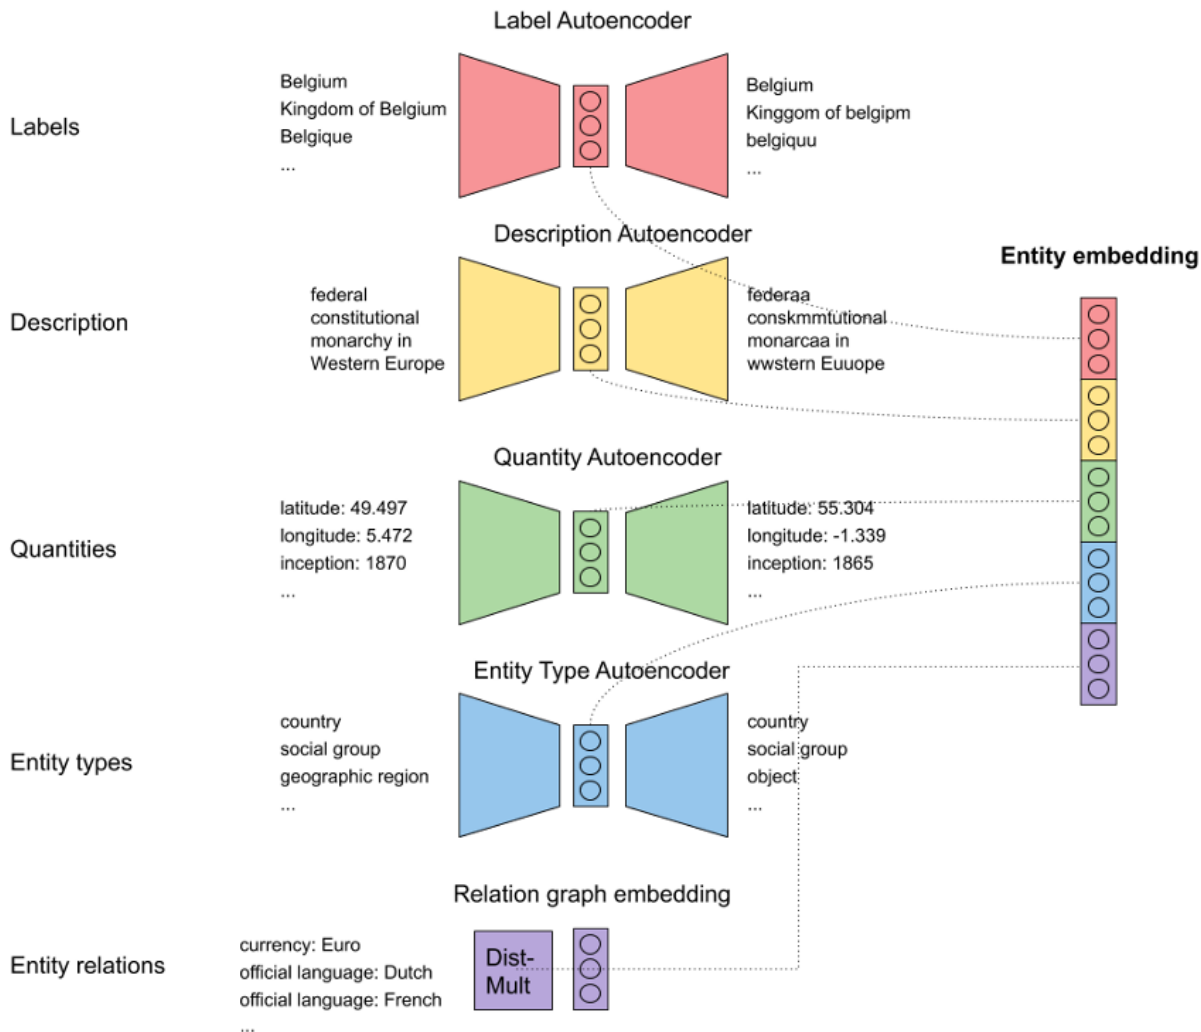 Label Autoencoder
Labels
Belgium
Kingdom of Belgium
Belgique
...
Belgium
Kinggom of belgipm
belgiquu
...
Description Autoencoder
Description
federal
constitutional
monarchy in
Western Europe
federaa
conskmmtutional
monarcaa in
wwstern Euuope
Entity embedding
Quantity Autoencoder
Quantities
latitude: 49.497
longitude: 5.472
inception: 1870
...
latitude: 55.304
longitude: -1.339
inception: 1865
...
Entity Type Autoencoder
Entity types
country
social group
geographic region
...
country
social group
object
...
Relation graph embedding
Entity relations
currency: Euro
official language: Dutch
official language: French
...
Dist-
Mult